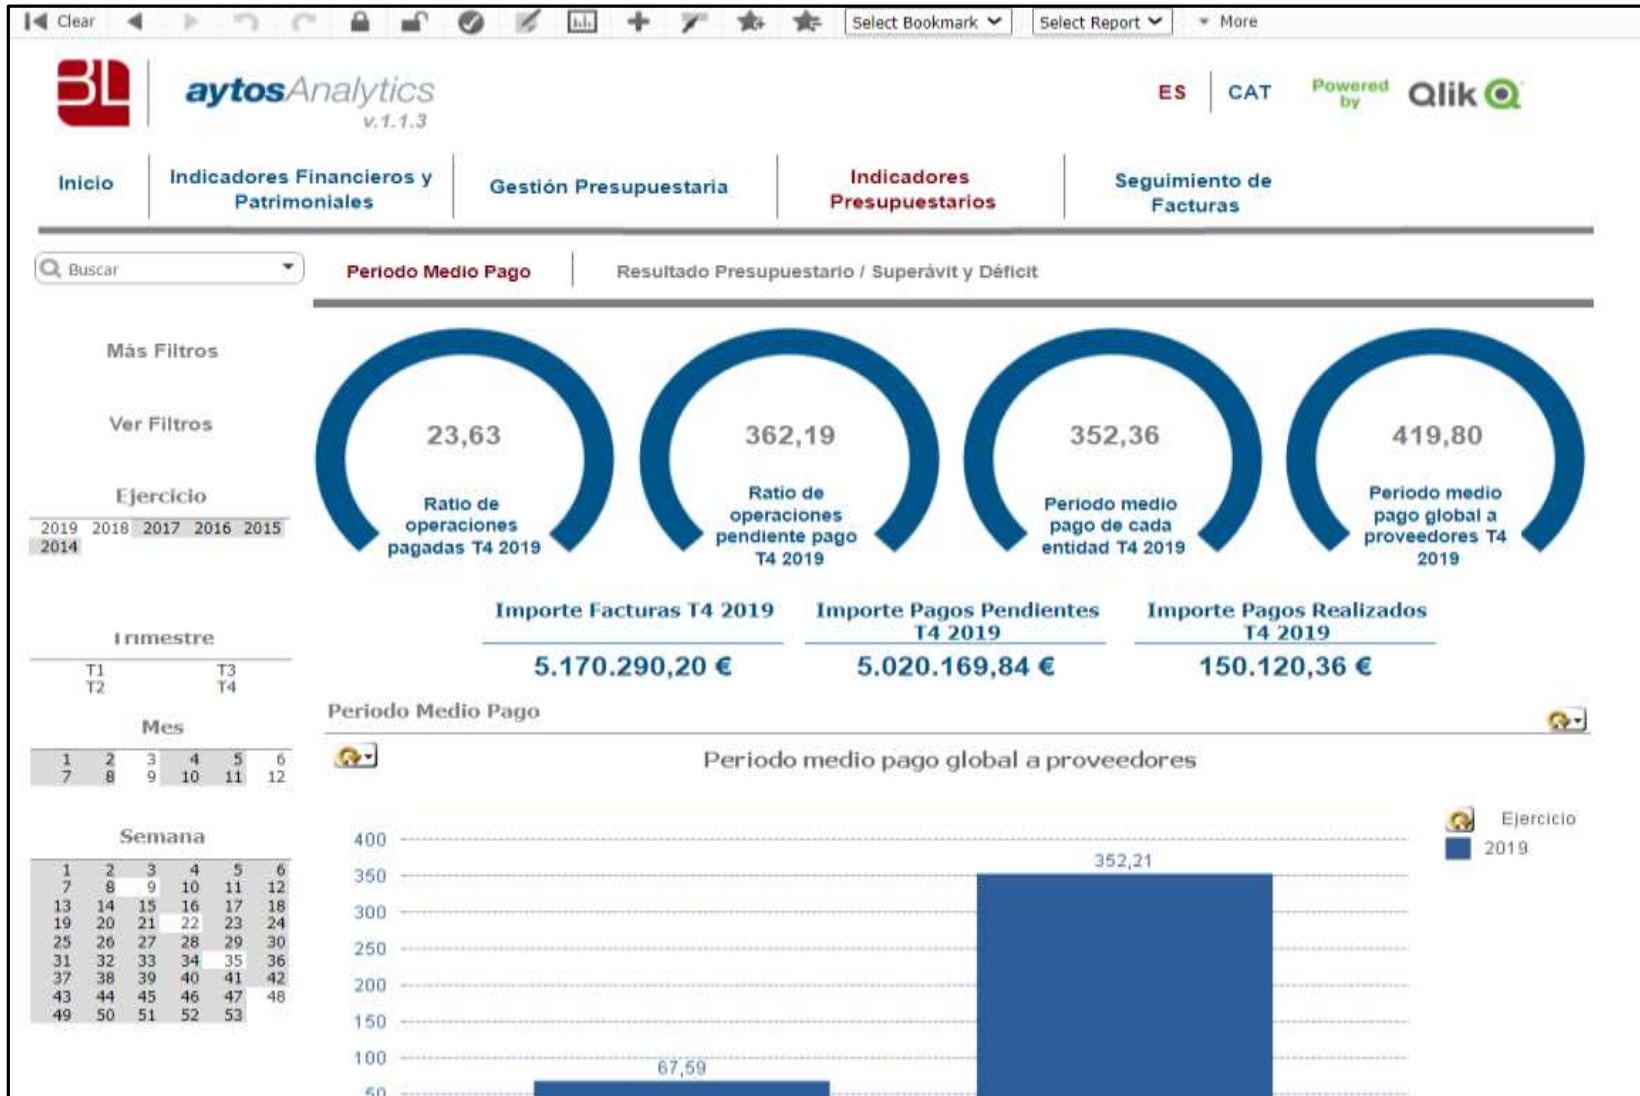 Clear
Select Bookmark
Select Report
More
BL
aytosAnalytics
v.1.1.3
ES
CAT
Powered
by
Qlik
Inicio
Indicadores Financieros y
Patrimoniales
Gestión Presupuestaria
Indicadores
Presupuestarios
Seguimiento de
Facturas
Buscar
Periodo Medio Pago
Resultado Presupuestario / Superávit y Déficit
Más Filtros
Ver Filtros
Ejercicio
2019 2018 2017 2016 2015
2014
Trimestre
T1 T3
T2 T4
Mes
1 2 3 4 5 6
7 8 9 10 11 12
Semana
1 2 3 4 5 6
7 8 9 10 11 12
13 14 15 16 17 18
19 20 21 22 23 24
25 26 27 28 29 30
31 32 33 34 35 36
37 38 39 40 41 42
43 44 45 46 47 48
49 50 51 52 53
23,63
Ratio de
operaciones
pagadas T4 2019
362,19
Ratio de
operaciones
pendiente pago
T4 2019
352,36
Periodo medio
pago de cada
entidad T4 2019
419,80
Periodo medio
pago global a
proveedores T4
2019
Importe Facturas T4 2019
5.170.290,20 €
Importe Pagos Pendientes
T4 2019
5.020.169,84 €
Importe Pagos Realizados
T4 2019
150.120,36 €
Periodo Medio Pago
Periodo medio pago global a proveedores
Ejercicio
2019
400
350
300
250
200
150
100
50
67,59
352,21